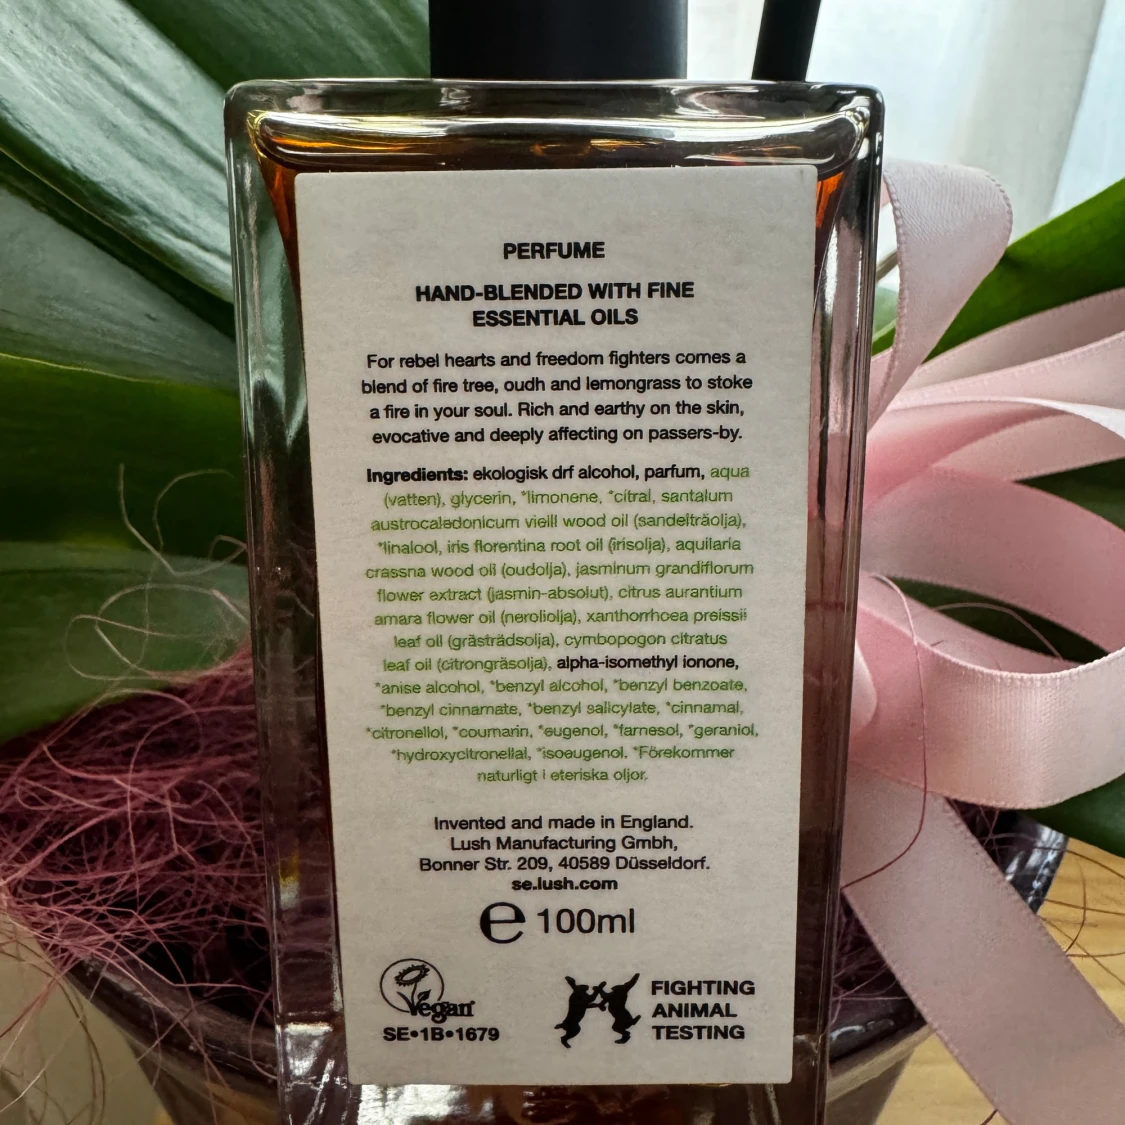 PERFUME
HAND-BLENDED WITH FINE
ESSENTIAL OILS
For rebel hearts and freedom fighters comes a
blend of fire tree, oudh and lemongrass to stoke
a fire in your soul. Rich and earthy on the skin,
evocative and deeply affecting on passers-by.
Ingredients: ekologisk drf alcohol, parfum, aqua
(vatten), glycerin, *limonene, *citral, santalum
austrocaledonicum vieill wood oil (sandelträolja),
*linalool, iris florentina root oil (irisolja), aquilaria
crassna wood oil (oudolja), jasminum grandiflorum
flower extract (jasmin-absolut), citrus aurantium
amara flower oil (neroliolja), xanthorrhoea preissii
leaf oil (grästrädsolja), cymbopogon citratus
leaf oil (citrongräsolja), alpha-isomethyl ionone,
*anise alcohol, *benzyl alcohol, *benzyl benzoate,
*benzyl cinnamate, *benzyl salicylate, *cinnamal,
*citronellol, *coumarin, *eugenol, *farnesol, *geraniol,
*hydroxycitronellal, *isoeugenol. *Förekommer
naturligt i eteriska oljor.
Invented and made in England.
Lush Manufacturing Gmbh,
Bonner Str. 209, 40589 Düsseldorf.
se.lush.com
e 100ml
Vegan
SE•1B•1679
FIGHTING
ANIMAL
TESTING